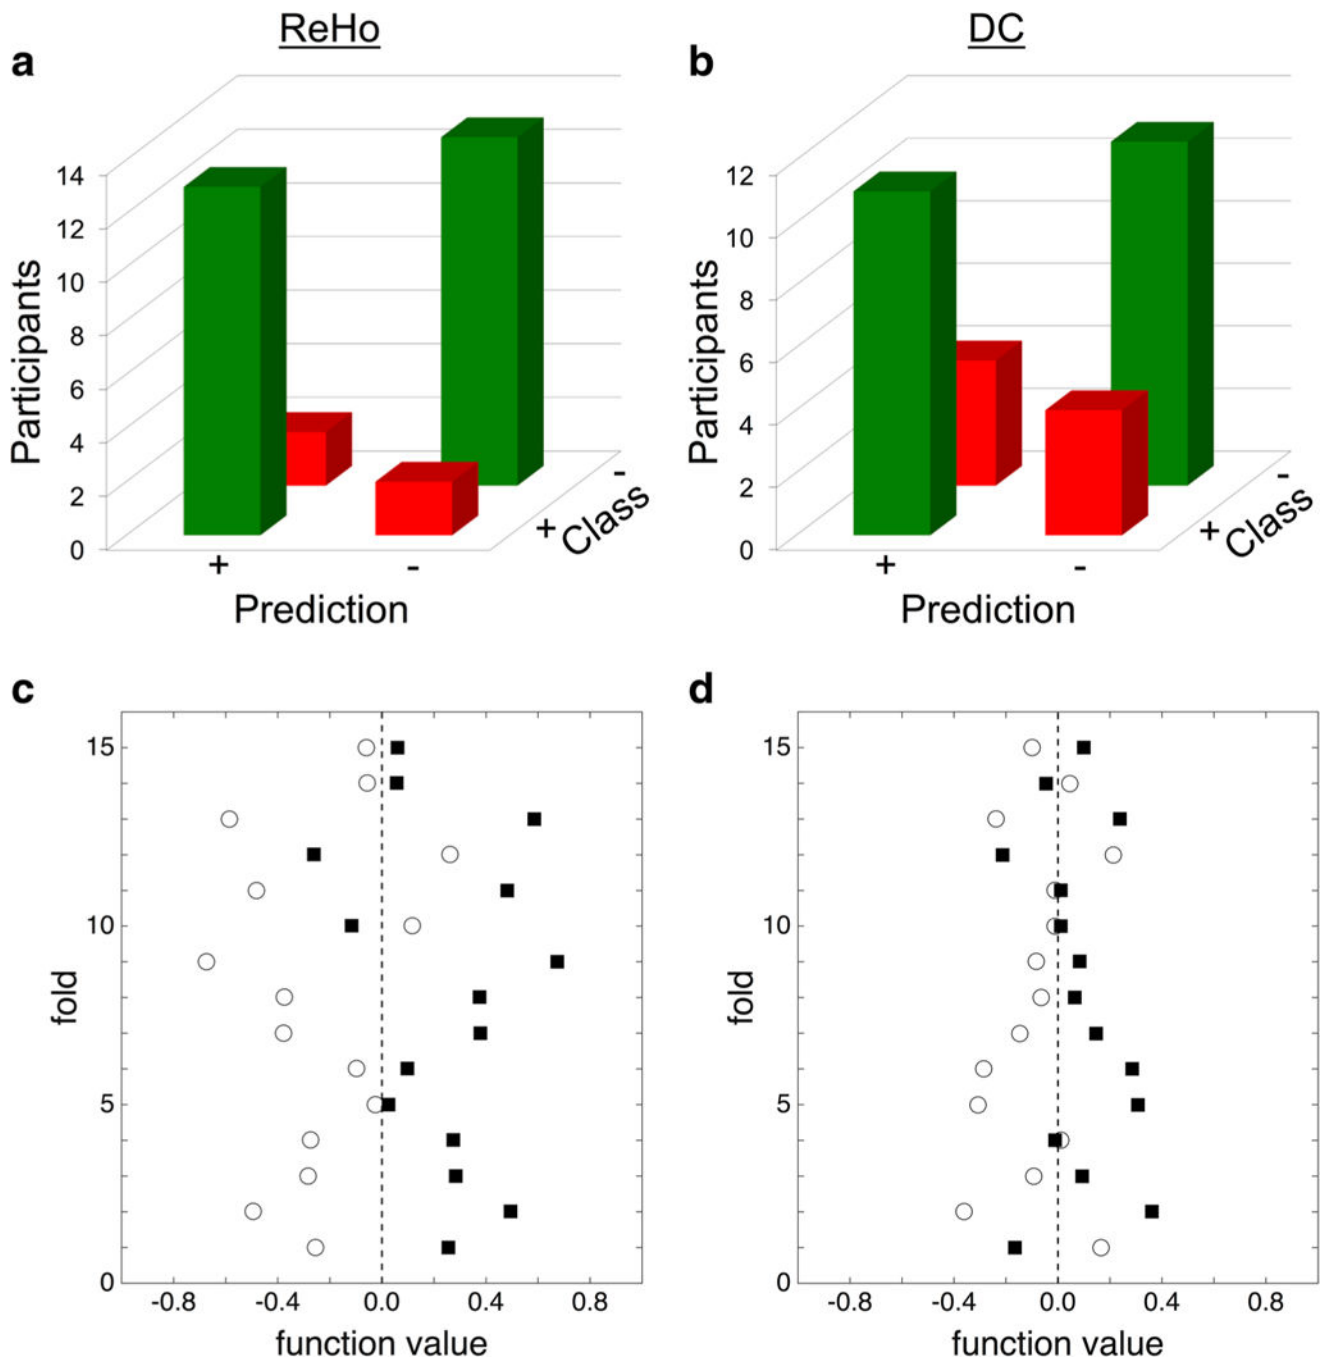 ReHo
DC
a
b
14
12
10
8
6
4
2
0
Participants
+
-
Prediction
+
-
Class
12
10
8
6
4
2
0
Participants
+
-
Prediction
+
-
Class
c
d
15
10
5
0
fold
-0.8
-0.4
0.0
0.4
0.8
function value
15
10
5
0
fold
-0.8
-0.4
0.0
0.4
0.8
function value